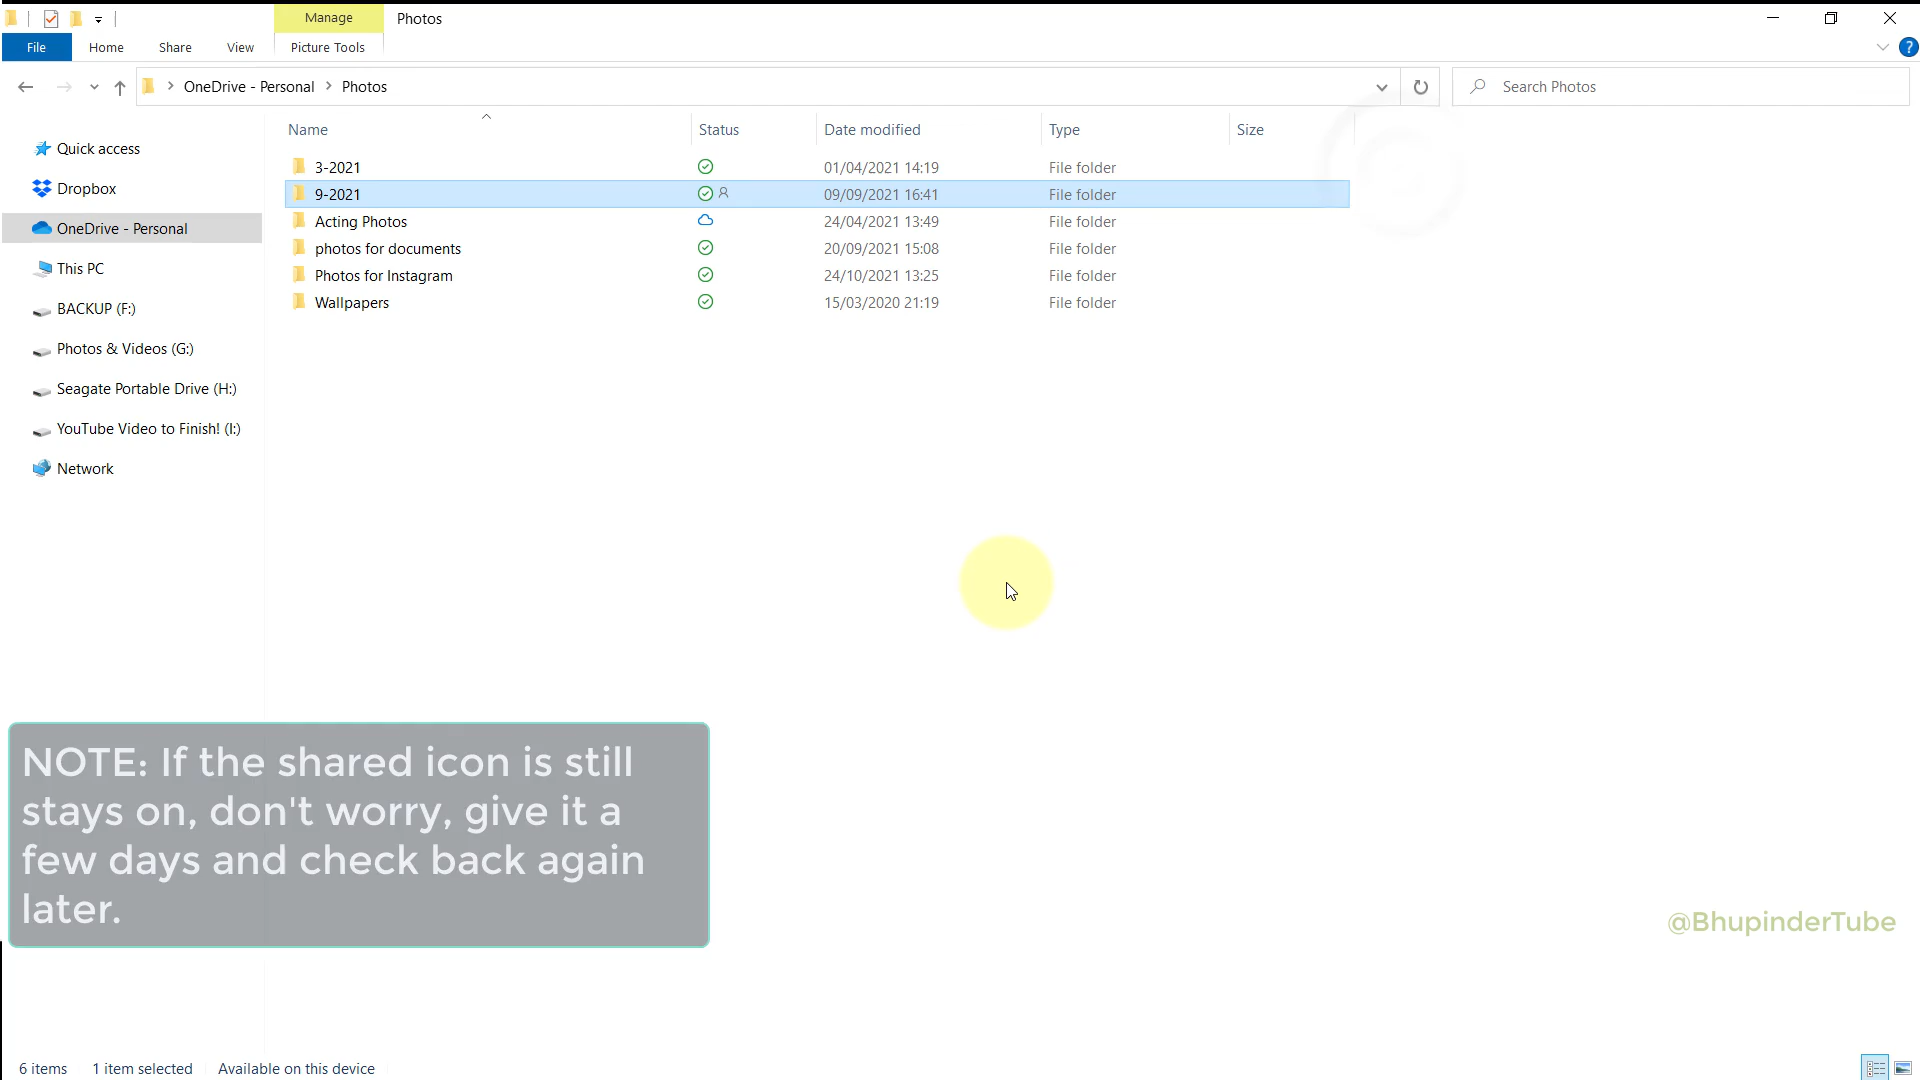 Manage
Photos
File
Home
Share
View
Picture Tools
?
OneDrive - Personal > Photos
Search Photos
Name
Status
Date modified
Type
Size
3-2021 01/04/2021 14:19 File folder
9-2021 09/09/2021 16:41 File folder
Acting Photos 24/04/2021 13:49 File folder
photos for documents 20/09/2021 15:08 File folder
Photos for Instagram 24/10/2021 13:25 File folder
Wallpapers 15/03/2020 21:19 File folder
Quick access
Dropbox
OneDrive - Personal
This PC
BACKUP (F:)
Photos & Videos (G:)
Seagate Portable Drive (H:)
YouTube Video to Finish! (I:)
Network
NOTE: If the shared icon is still
stays on, don't worry, give it a
few days and check back again
later.
@BhupinderTube
6 items
1 item selected
Available on this device